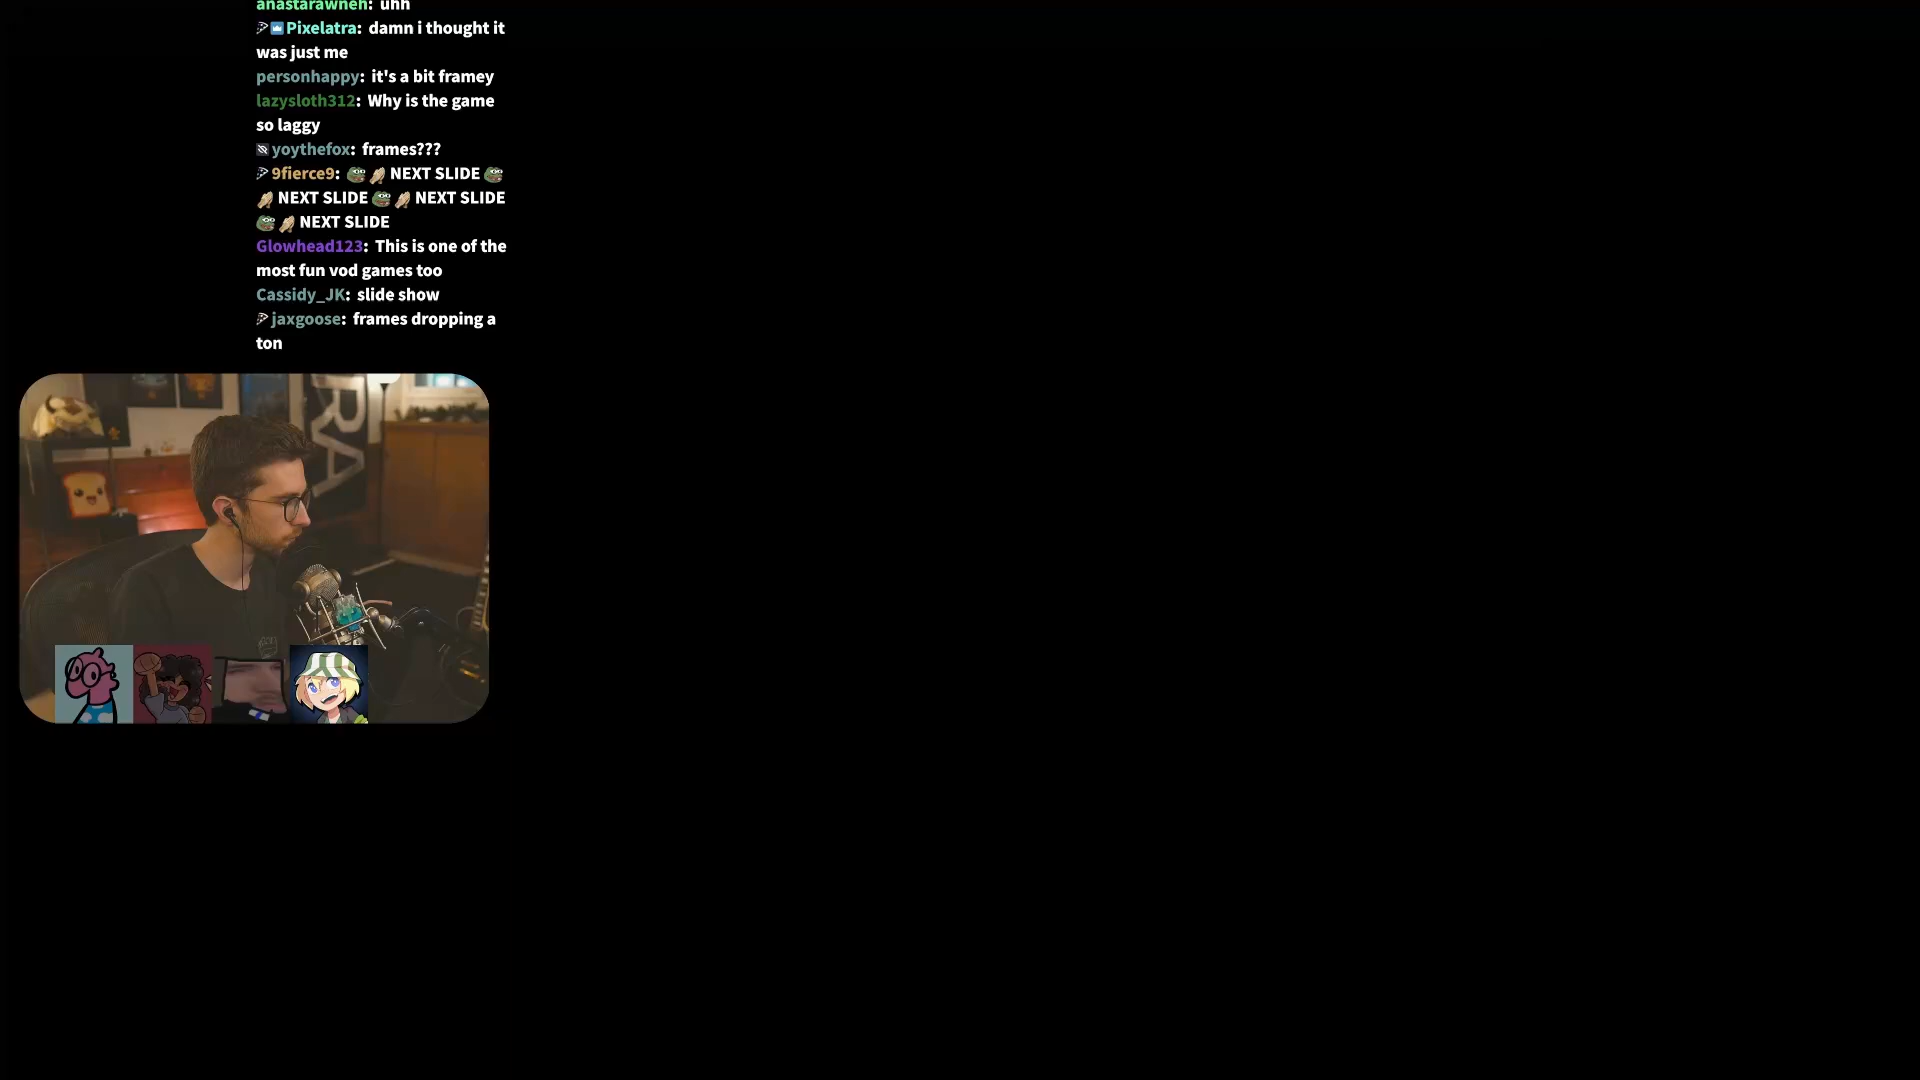 anastarawneh: uhh
Pixelatra: damn i thought it
was just me
personhappy: it's a bit framey
lazysloth312: Why is the game
so laggy
yoythefox: frames???
9fierce9: NEXT SLIDE
NEXT SLIDE NEXT SLIDE
NEXT SLIDE
Glowhead123: This is one of the
most fun vod games too
Cassidy_JK: slide show
jaxgoose: frames dropping a
ton
RA